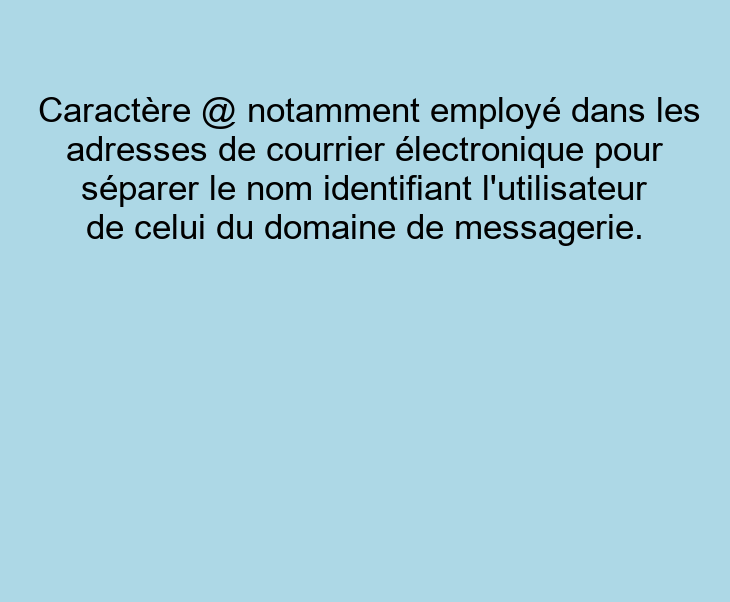 Caractère @ notamment employé dans les
adresses de courrier électronique pour
séparer le nom identifiant l'utilisateur
de celui du domaine de messagerie.